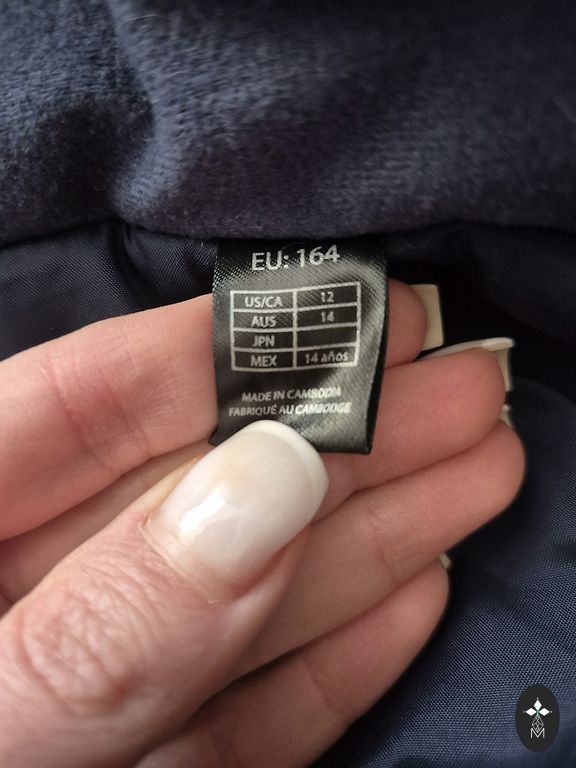 EU: 164
US/CA 12
AUS 14
JPN
MEX 14 años
MADE IN CAMBODIA
FABRIQUÉ AU CAMBODGE
M